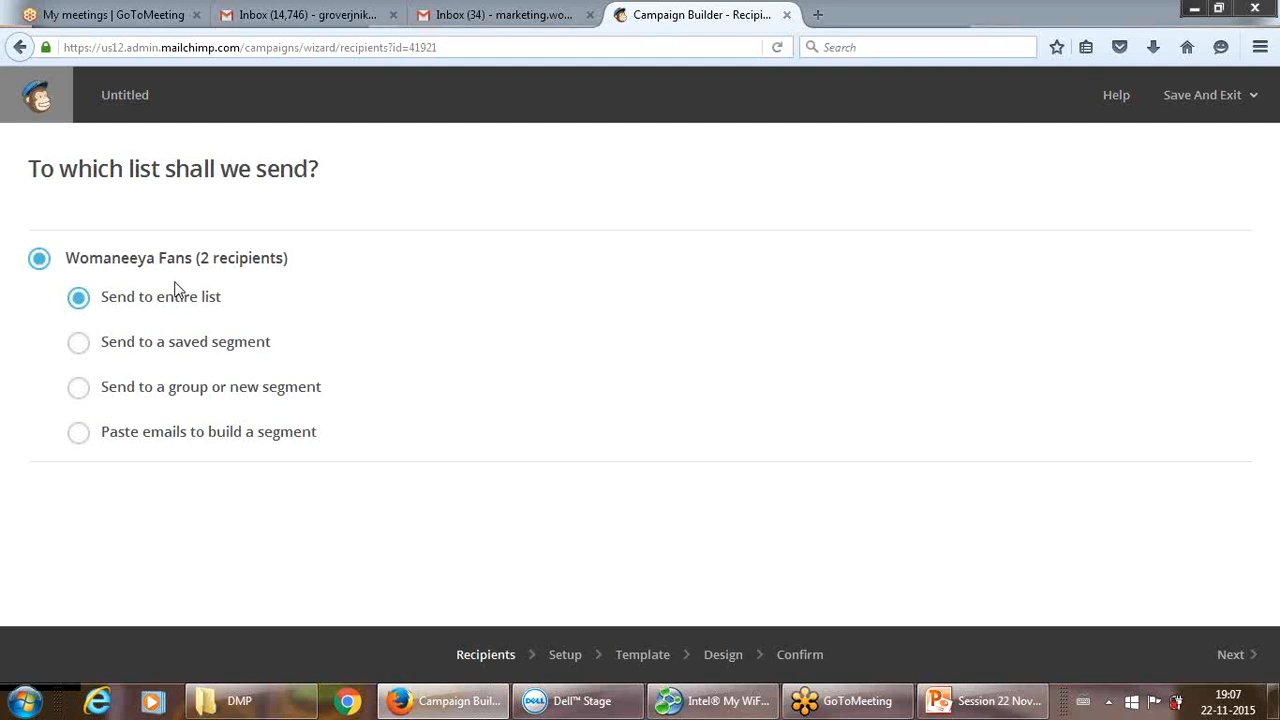 My meetings | GoToMeeting
Inbox (14,746) - groverjnik...
Inbox (34) - marketing.wo...
Campaign Builder - Recipi...
https://us12.admin.mailchimp.com/campaigns/wizard/recipients?id=41921
Search
Untitled
Help
Save And Exit
To which list shall we send?
Womaneeya Fans (2 recipients)
Send to entire list
Send to a saved segment
Send to a group or new segment
Paste emails to build a segment
Recipients > Setup > Template > Design > Confirm
Next >
DMP
Campaign Buil...
DELL
Dell™ Stage
Intel® My WiF...
GoToMeeting
Session 22 Nov...
19:07
22-11-2015